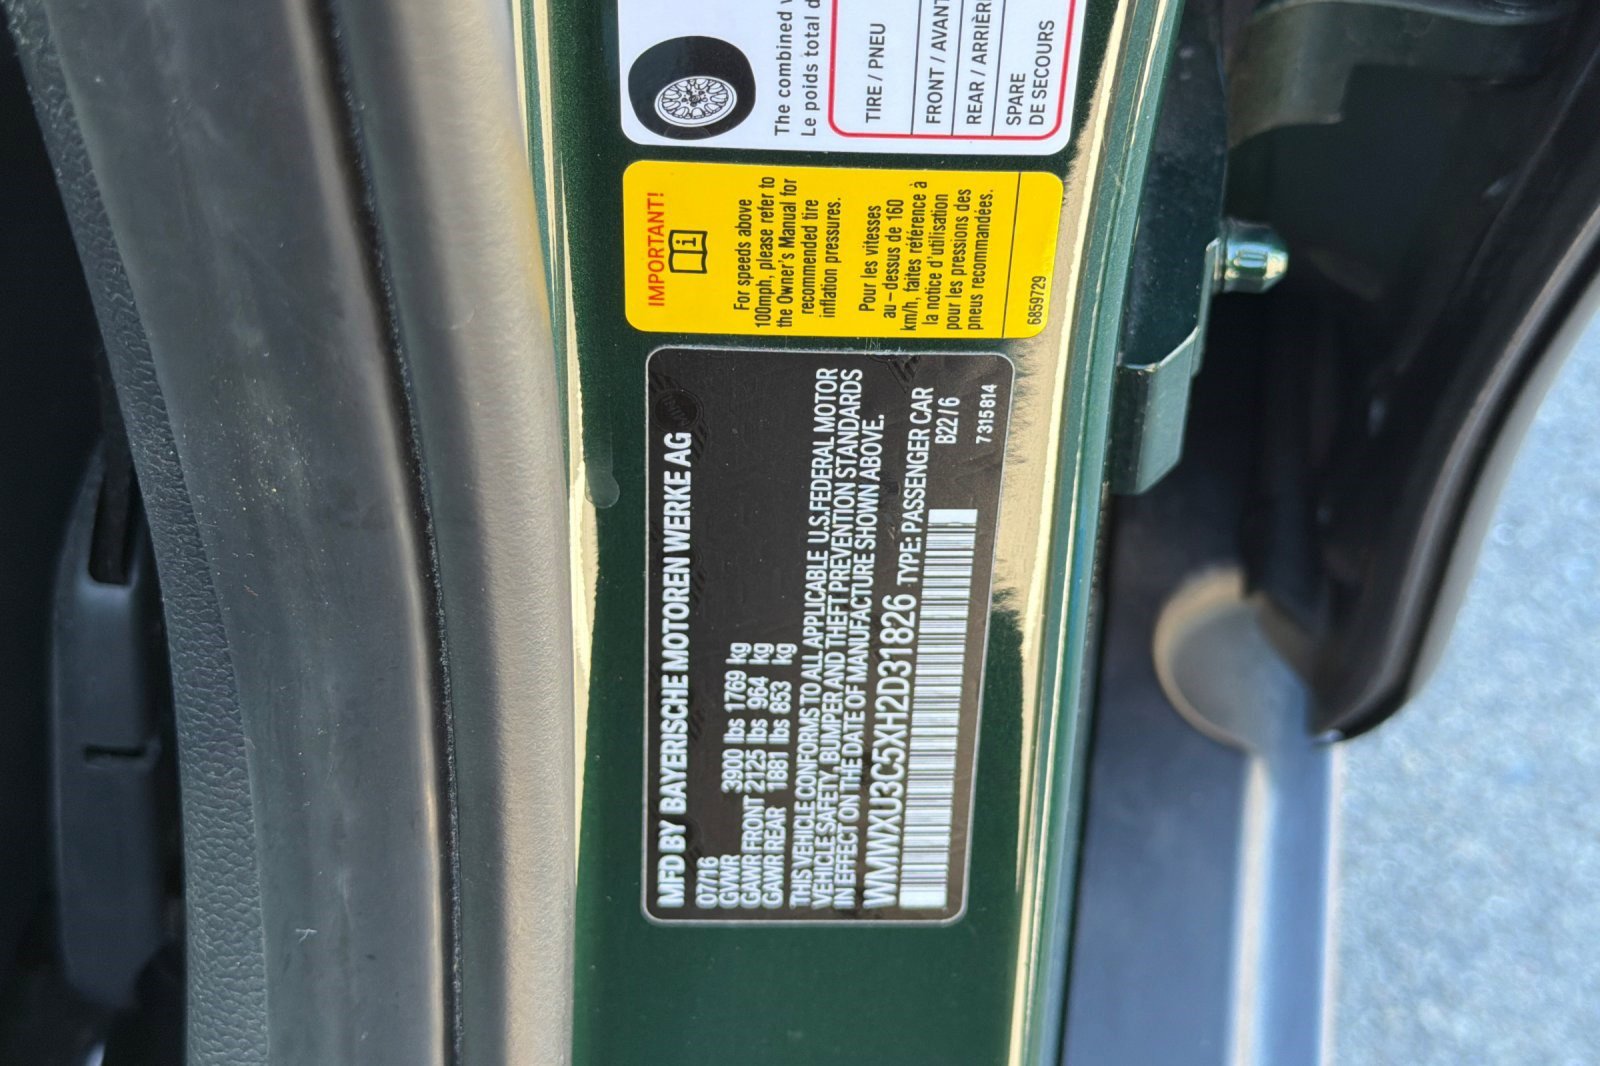 The combined
Le poids total d
TIRE / PNEU
FRONT / AVANT
REAR / ARRIÈRE
SPARE
DE SECOURS
IMPORTANT!
For speeds above
100mph, please refer to
the Owner's Manual for
recommended tire
inflation pressures.
Pour les vitesses
au – dessus de 160
km/h, faites référence à
la notice d'utilisation
pour les pressions des
pneus recommandées.
6859729
MFD BY BAYERISCHE MOTOREN WERKE AG
07/16
GVWR 3900 lbs 1769 kg
GAWR FRONT 2125 lbs 964 kg
GAWR REAR 1881 lbs 853 kg
THIS VEHICLE CONFORMS TO ALL APPLICABLE U.S.FEDERAL MOTOR
VEHICLE SAFETY, BUMPER AND THEFT PREVENTION STANDARDS
IN EFFECT ON THE DATE OF MANUFACTURE SHOWN ABOVE.
WMWXU3C5XH2D31826 TYPE: PASSENGER CAR
B22/6
7315814